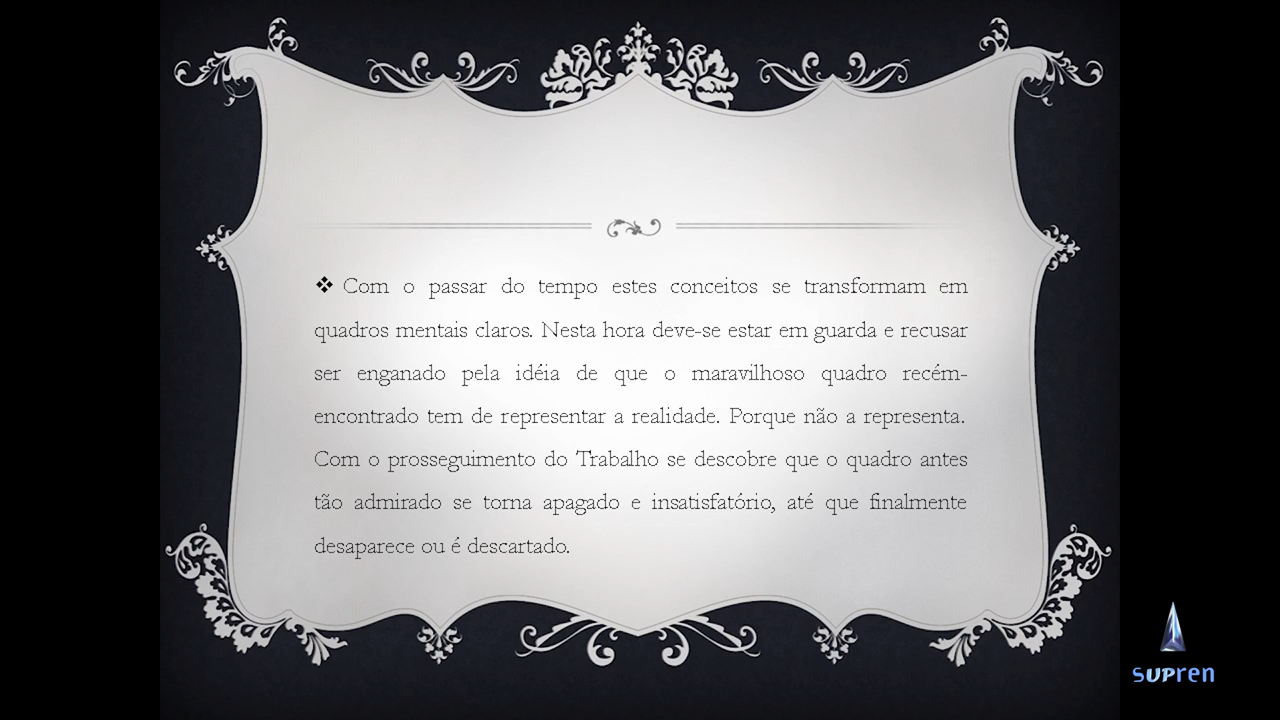 ❖ Com o passar do tempo estes conceitos se transformam em
quadros mentais claros. Nesta hora deve-se estar em guarda e recusar
ser enganado pela idéia de que o maravilhoso quadro recém-
encontrado tem de representar a realidade. Porque não a representa.
Com o prosseguimento do Trabalho se descobre que o quadro antes
tão admirado se torna apagado e insatisfatório, até que finalmente
desaparece ou é descartado.
supren